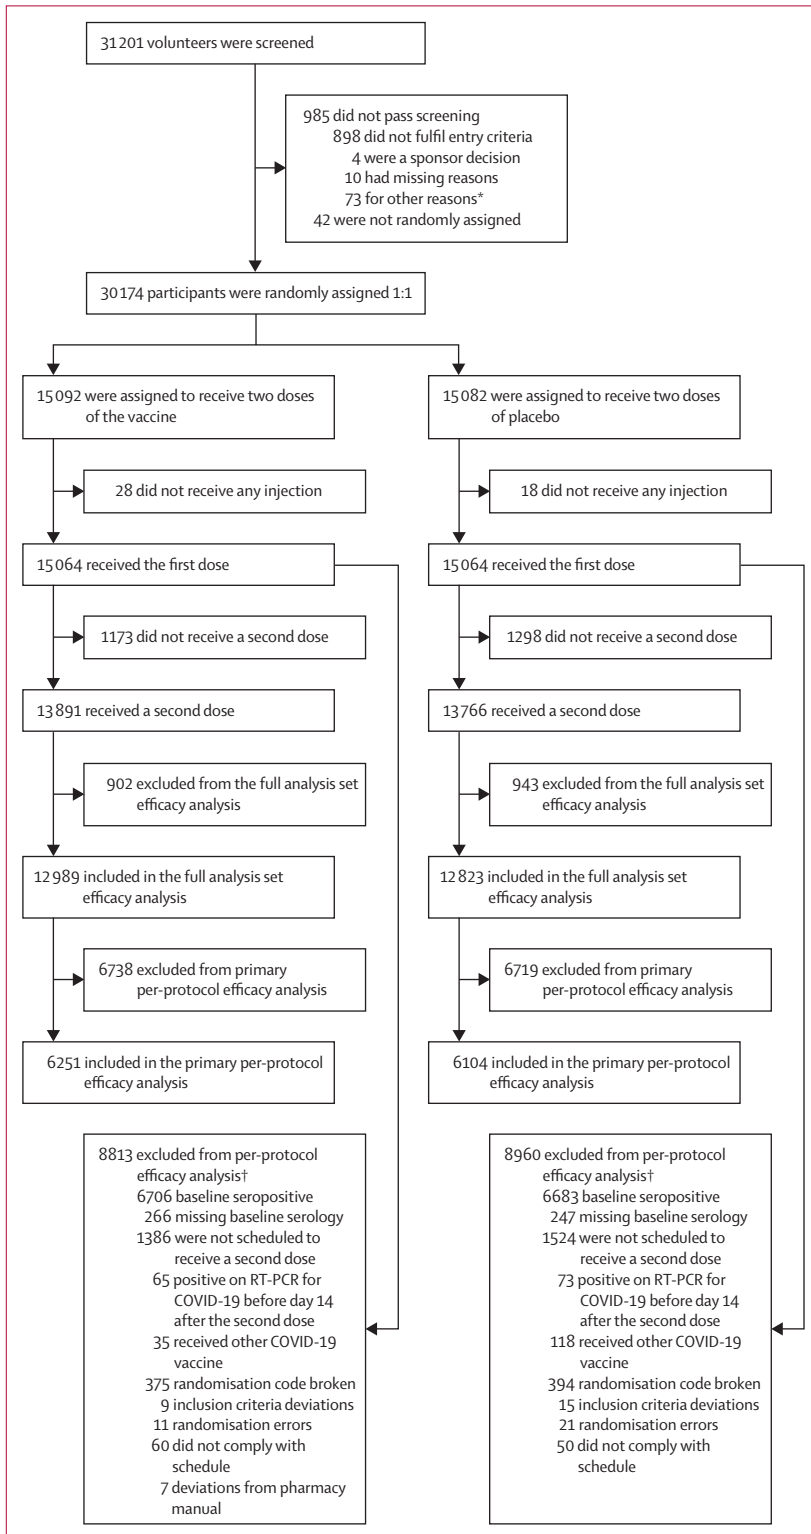 31 201 volunteers were screened
985 did not pass screening
898 did not fulfil entry criteria
4 were a sponsor decision
10 had missing reasons
73 for other reasons*
42 were not randomly assigned
30 174 participants were randomly assigned 1:1
15 092 were assigned to receive two doses
of the vaccine
15 082 were assigned to receive two doses
of placebo
28 did not receive any injection
18 did not receive any injection
15 064 received the first dose
15 064 received the first dose
1173 did not receive a second dose
1298 did not receive a second dose
13 891 received a second dose
13 766 received a second dose
902 excluded from the full analysis set
efficacy analysis
943 excluded from the full analysis set
efficacy analysis
12 989 included in the full analysis set
efficacy analysis
12 823 included in the full analysis set
efficacy analysis
6738 excluded from primary
per-protocol efficacy analysis
6719 excluded from primary
per-protocol efficacy analysis
6251 included in the primary per-protocol
efficacy analysis
6104 included in the primary per-protocol
efficacy analysis
8813 excluded from per-protocol
efficacy analysis†
6706 baseline seropositive
266 missing baseline serology
1386 were not scheduled to
receive a second dose
65 positive on RT-PCR for
COVID-19 before day 14
after the second dose
35 received other COVID-19
vaccine
375 randomisation code broken
9 inclusion criteria deviations
11 randomisation errors
60 did not comply with
schedule
7 deviations from pharmacy
manual
8960 excluded from per-protocol
efficacy analysis†
6683 baseline seropositive
247 missing baseline serology
1524 were not scheduled to
receive a second dose
73 positive on RT-PCR for
COVID-19 before day 14
after the second dose
118 received other COVID-19
vaccine
394 randomisation code broken
15 inclusion criteria deviations
21 randomisation errors
50 did not comply with
schedule